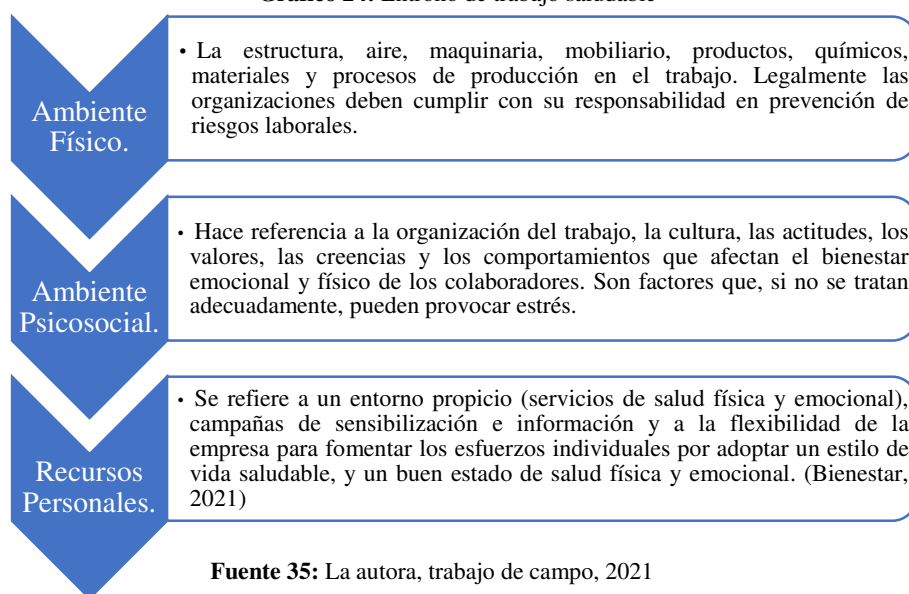 Gráfico 24: Entrono de trabajo saludable
Ambiente
Físico.
• La estructura, aire, maquinaria, mobiliario, productos, químicos,
materiales y procesos de producción en el trabajo. Legalmente las
organizaciones deben cumplir con su responsabilidad en prevención de
riesgos laborales.
Ambiente
Psicosocial.
• Hace referencia a la organización del trabajo, la cultura, las actitudes, los
valores, las creencias y los comportamientos que afectan el bienestar
emocional y físico de los colaboradores. Son factores que, si no se tratan
adecuadamente, pueden provocar estrés.
Recursos
Personales.
• Se refiere a un entorno propicio (servicios de salud física y emocional),
campañas de sensibilización e información y a la flexibilidad de la
empresa para fomentar los esfuerzos individuales por adoptar un estilo de
vida saludable, y un buen estado de salud física y emocional. (Bienestar,
2021)
Fuente 35: La autora, trabajo de campo, 2021